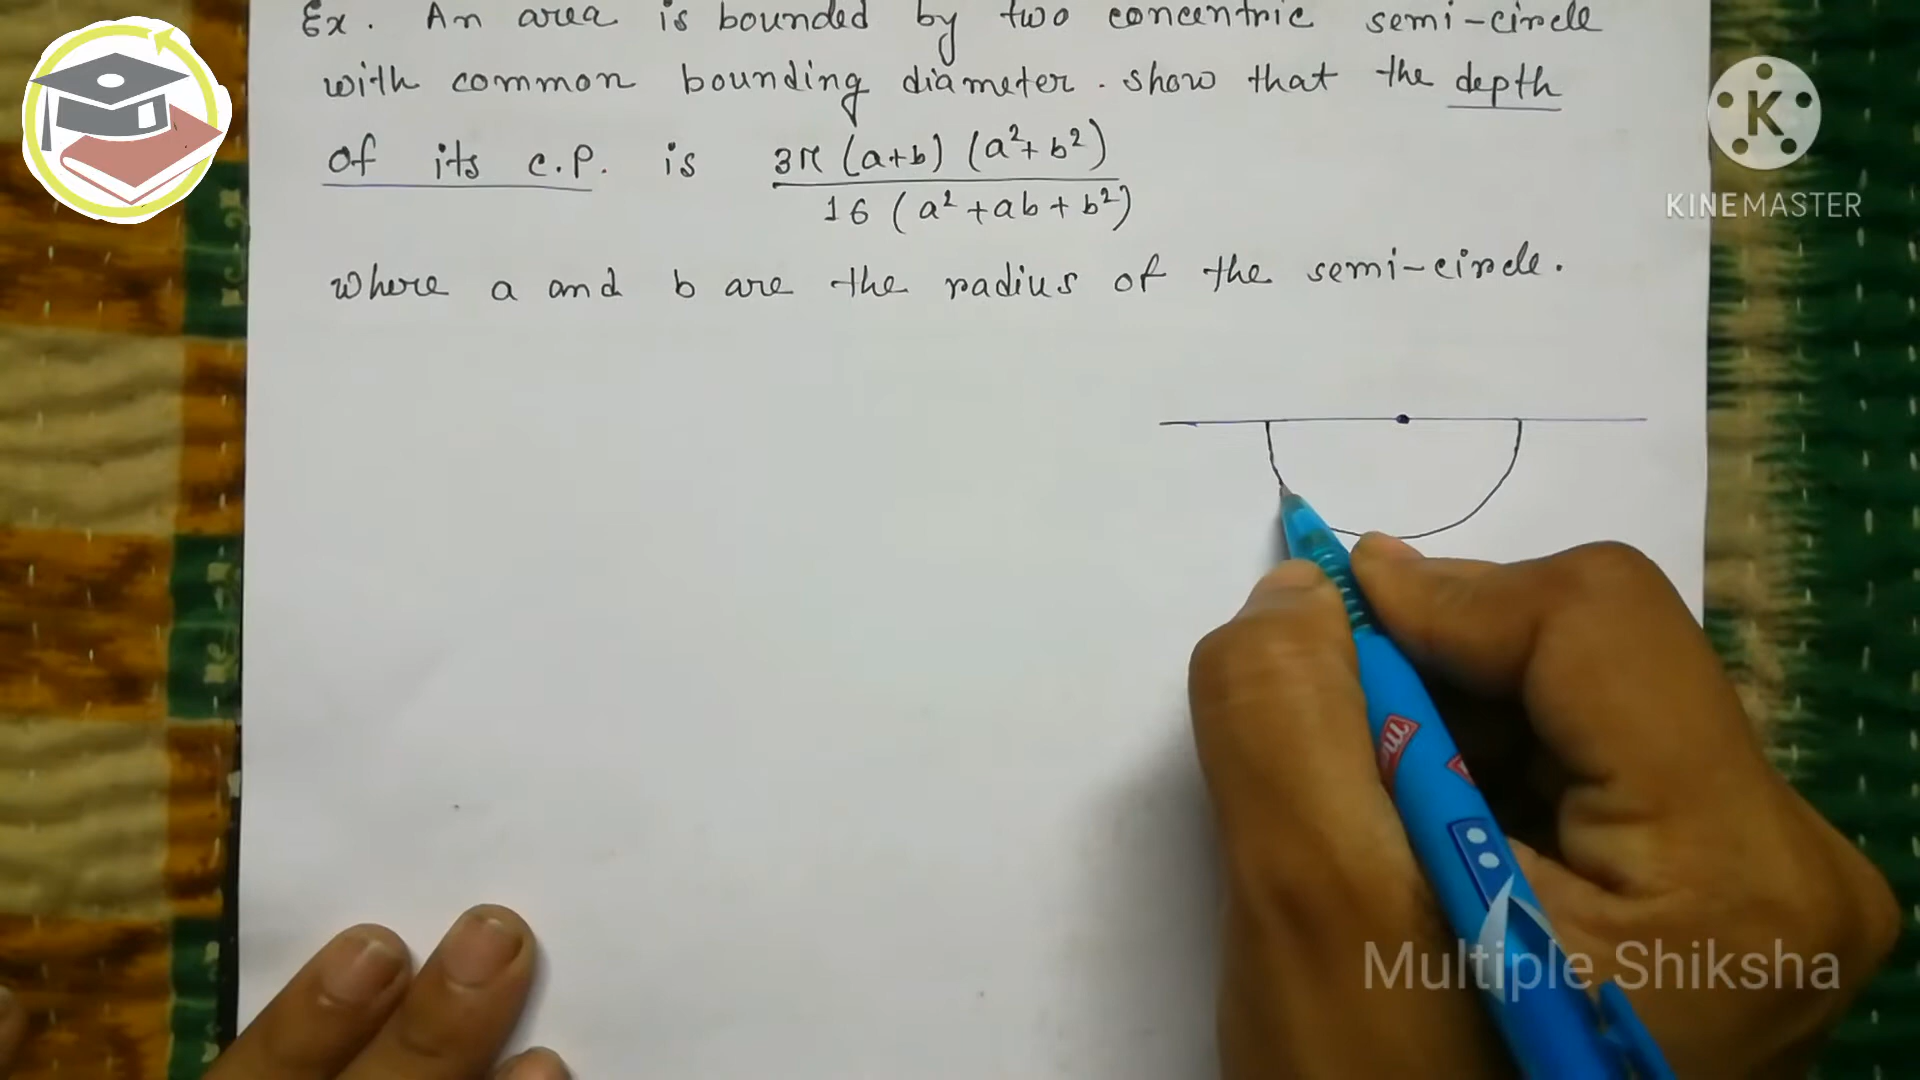 Ex. An area is bounded by two concentric semi-circle
with common bounding diameter. show that the depth
of its C.P. is 3π (a+b) (a²+b²)
16 (a²+ab+b²)
where a and b are the radius of the semi-circle.
K
KINEMASTER
Multiple Shiksha